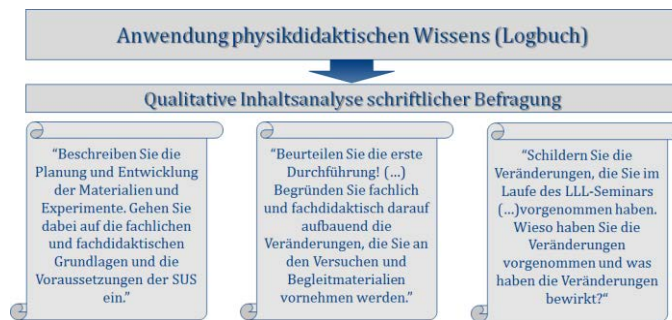 Anwendung physikdidaktischen Wissens (Logbuch)
Qualitative Inhaltsanalyse schriftlicher Befragung
“Beschreiben Sie die
Planung und Entwicklung
der Materialien und
Experimente. Gehen Sie
dabei auf die fachlichen
und fachdidaktischen
Grundlagen und die
Voraussetzungen der SUS
ein.”
“Beurteilen Sie die erste
Durchführung! (...)
Begründen Sie fachlich
und fachdidaktisch darauf
aufbauend die
Veränderungen, die Sie an
den Versuchen und
Begleitmaterialien
vornehmen werden.”
“Schildern Sie die
Veränderungen, die Sie im
Laufe des LLL-Seminars
(...)vorgenommen haben.
Wieso haben Sie die
Veränderungen
vorgenommen und was
haben die Veränderungen
bewirkt?“